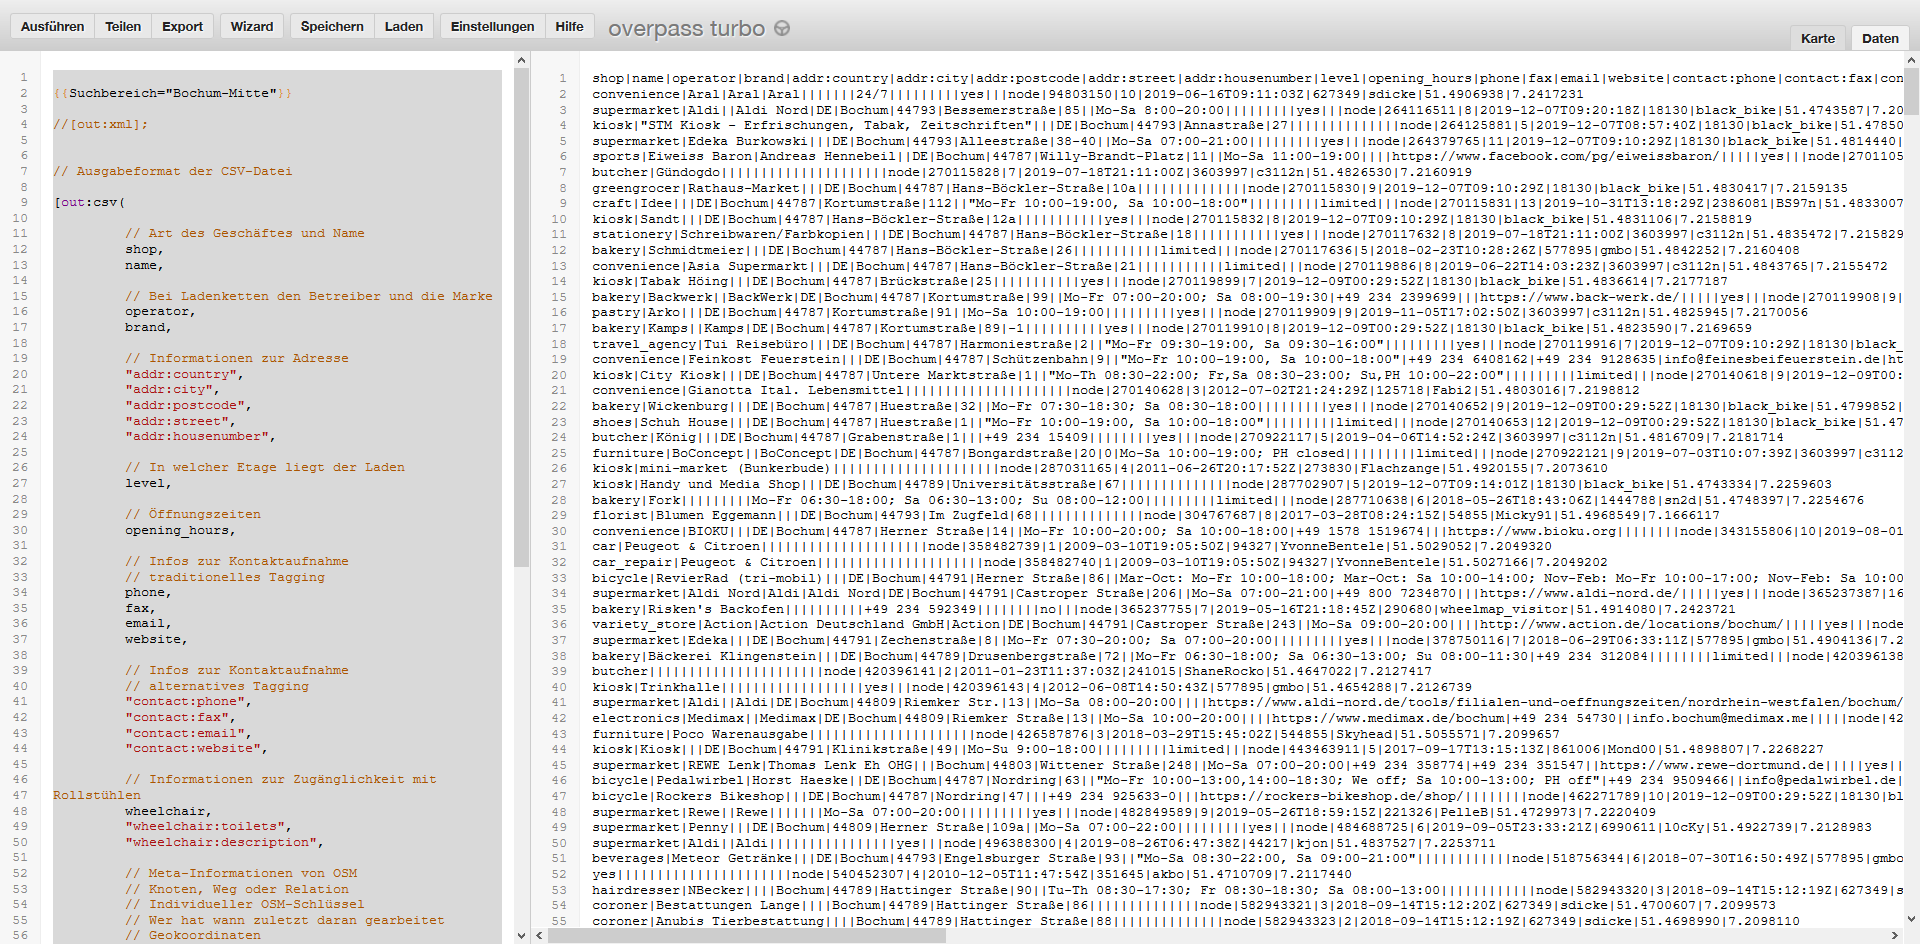 Ausführen Teilen Export Wizard Speichern Laden Einstellungen Hilfe overpass turbo Karte Daten
1
2 {{Suchbereich="Bochum-Mitte"}}
3
4 //[out:xml];
5
6
7 // Ausgabeformat der CSV-Datei
8
9 [out:csv(
10
11 // Art des Geschäftes und Name
12 shop,
13 name,
14
15 // Bei Ladenketten den Betreiber und die Marke
16 operator,
17 brand,
18
19 // Informationen zur Adresse
20 "addr:country",
21 "addr:city",
22 "addr:postcode",
23 "addr:street",
24 "addr:housenumber",
25
26 // In welcher Etage liegt der Laden
27 level,
28
29 // Öffnungszeiten
30 opening_hours,
31
32 // Infos zur Kontaktaufnahme
33 // traditionelles Tagging
34 phone,
35 fax,
36 email,
37 website,
38
39 // Infos zur Kontaktaufnahme
40 // alternatives Tagging
41 "contact:phone",
42 "contact:fax",
43 "contact:email",
44 "contact:website",
45
46 // Informationen zur Zugänglichkeit mit
47 Rollstühlen
48 wheelchair,
49 "wheelchair:toilets",
50 "wheelchair:description",
51
52 // Meta-Informationen von OSM
53 // Knoten, Weg oder Relation
54 // Individueller OSM-Schlüssel
55 // Wer hat wann zuletzt daran gearbeitet
56 // Geokoordinaten
1 shop|name|operator|brand|addr:country|addr:city|addr:postcode|addr:street|addr:housenumber|level|opening_hours|phone|fax|email|website|contact:phone|contact:fax|con
2 convenience|Aral|Aral|Aral|||||||24/7|||||||||yes|||node|94803150|10|2019-06-16T09:11:03Z|627349|sdicke|51.4906938|7.2417231
3 supermarket|Aldi||Aldi Nord|DE|Bochum|44793|Bessemerstraße|85||Mo-Sa 8:00-20:00|||||||||yes|||node|264116511|8|2019-12-07T09:20:18Z|18130|black_bike|51.4743587|7.20
4 kiosk|"STM Kiosk - Erfrischungen, Tabak, Zeitschriften"|||DE|Bochum|44793|Annastraße|27||||||||||||||node|264125881|5|2019-12-07T08:57:40Z|18130|black_bike|51.47850
5 supermarket|Edeka Burkowski|||DE|Bochum|44793|Alleestraße|38-40||Mo-Sa 07:00-21:00|||||||||yes|||node|264379765|11|2019-12-07T09:10:29Z|18130|black_bike|51.4814440|
6 sports|Eiweiss Baron|Andreas Hennebeil||DE|Bochum|44787|Willy-Brandt-Platz|11||Mo-Sa 11:00-19:00||||https://www.facebook.com/pg/eiweissbaron/|||||yes|||node|2701105
7 butcher|Gündogdo|||||||||||||||||||||node|270115828|7|2019-07-18T21:11:00Z|3603997|c3112n|51.4826530|7.2160919
8 greengrocer|Rathaus-Market|||DE|Bochum|44787|Hans-Böckler-Straße|10a||||||||||||||node|270115830|9|2019-12-07T09:10:29Z|18130|black_bike|51.4830417|7.2159135
9 craft|Idee|||DE|Bochum|44787|Kortumstraße|112||"Mo-Fr 10:00-19:00, Sa 10:00-18:00"|||||||||limited|||node|270115831|13|2019-10-31T13:18:29Z|2386081|BS97n|51.4833007
10 kiosk|Sandt|||DE|Bochum|44787|Hans-Böckler-Straße|12a|||||||||||yes|||node|270115832|8|2019-12-07T09:10:29Z|18130|black_bike|51.4831106|7.2158819
11 stationery|Schreibwaren/Farbkopien|||DE|Bochum|44787|Hans-Böckler-Straße|18|||||||||||yes|||node|270117632|8|2019-07-18T21:11:00Z|3603997|c3112n|51.4835472|7.215829
12 bakery|Schmidtmeier|||DE|Bochum|44787|Hans-Böckler-Straße|26|||||||||||limited|||node|270117636|5|2018-02-23T10:28:26Z|577895|gmbo|51.4842252|7.2160408
13 convenience|Asia Supermarkt|||DE|Bochum|44787|Hans-Böckler-Straße|21|||||||||||limited|||node|270119886|8|2019-06-22T14:03:23Z|3603997|c3112n|51.4843765|7.2155472
14 kiosk|Tabak Höing|||DE|Bochum|44787|Brückstraße|25|||||||||||yes|||node|270119899|7|2019-12-09T00:29:52Z|18130|black_bike|51.4836614|7.2177187
15 bakery|Backwerk||BackWerk|DE|Bochum|44787|Kortumstraße|99||Mo-Fr 07:00-20:00; Sa 08:00-19:30|+49 234 2399699|||https://www.back-werk.de/|||||yes|||node|270119908|9|
16 pastry|Arko|||DE|Bochum|44787|Kortumstraße|91||Mo-Sa 10:00-19:00|||||||||yes|||node|270119909|9|2019-11-05T17:02:50Z|3603997|c3112n|51.4825945|7.2170056
17 bakery|Kamps||Kamps|DE|Bochum|44787|Kortumstraße|89|-1||||||||||yes|||node|270119910|8|2019-12-09T00:29:52Z|18130|black_bike|51.4823590|7.2169659
18 travel_agency|Tui Reisebüro|||DE|Bochum|44787|Harmoniestraße|2||"Mo-Fr 09:30-19:00, Sa 09:30-16:00"|||||||||yes|||node|270119916|7|2019-12-09T00:29:52Z|18130|black_
19 convenience|Feinkost Feuerstein|||DE|Bochum|44787|Schützenbahn|9||"Mo-Fr 10:00-19:00, Sa 10:00-18:00"|+49 234 6408162|+49 234 9128635|info@feinesbeifeuerstein.de|ht
20 kiosk|City Kiosk|||DE|Bochum|44787|Untere Marktstraße|1||"Mo-Th 08:30-22:00; Fr,Sa 08:30-23:00; Su,PH 10:00-22:00"|||||||||limited|||node|270140618|9|2019-12-09T00:
21 convenience|Gianotta Ital. Lebensmittel|||||||||||||||||||||node|270140628|3|2012-07-02T21:24:29Z|125718|Fabi2|51.4803016|7.2198812
22 bakery|Wickenburg|||DE|Bochum|44787|Huestraße|32||Mo-Fr 07:30-18:30; Sa 08:30-18:00|||||||||yes|||node|270140652|9|2019-12-09T00:29:52Z|18130|black_bike|51.4799852|
23 shoes|Schuh House|||DE|Bochum|44787|Huestraße|1||"Mo-Fr 10:00-19:00, Sa 10:00-18:00"|||||||||limited|||node|270140653|12|2019-12-09T00:29:52Z|18130|black_bike|51.47
24 butcher|König|||DE|Bochum|44787|Grabenstraße|1|||+49 234 15409||||||||yes|||node|270922117|5|2019-04-06T14:52:24Z|3603997|c3112n|51.4816709|7.2181714
25 furniture|BoConcept||BoConcept|DE|Bochum|44787|Bongardstraße|20|0|Mo-Sa 10:00-19:00; PH closed|||||||||limited|||node|270922121|9|2019-07-03T10:07:39Z|3603997|c3112
26 kiosk|mini-market (Bunkerbude)|||||||||||||||||||||node|287031165|4|2011-06-26T20:17:52Z|273830|Flachzange|51.4920155|7.2073610
27 kiosk|Handy und Media Shop|||DE|Bochum|44789|Universitätsstraße|67||||||||||||||node|287702907|5|2019-12-07T09:14:01Z|18130|black_bike|51.4743334|7.2259603
28 bakery|Fork|||||||||Mo-Fr 06:30-18:00; Sa 06:30-13:00; Su 08:00-12:00|||||||||limited|||node|287710638|6|2018-05-26T18:43:06Z|1444788|sn2d|51.4748397|7.2254676
29 florist|Blumen Eggemann|||DE|Bochum|44793|Im Zugfeld|68||||||||||||||node|304767687|8|2017-03-28T08:24:15Z|54855|Micky91|51.4968549|7.1666117
30 convenience|BIOKU|||DE|Bochum|44787|Herner Straße|14||Mo-Fr 10:00-20:00; Sa 10:00-18:00|+49 1578 1519674|||https://www.bioku.org||||||||node|343155806|10|2019-08-01
31 car|Peugeot & Citroen|||||||||||||||||||||node|358482739|1|2009-03-10T19:05:50Z|94327|YvonneBentele|51.5029052|7.2049320
32 car_repair|Peugeot & Citroen|||||||||||||||||||||node|358482740|1|2009-03-10T19:05:50Z|94327|YvonneBentele|51.5027166|7.2049202
33 bicycle|RevierRad (tri-mobil)|||DE|Bochum|44791|Herner Straße|86||Mar-Oct: Mo-Fr 10:00-18:00; Mar-Oct: Sa 10:00-14:00; Nov-Feb: Mo-Fr 10:00-17:00; Nov-Feb: Sa 10:00
34 supermarket|Aldi Nord|Aldi|Aldi Nord|DE|Bochum|44791|Castroper Straße|206||Mo-Sa 07:00-21:00|+49 800 7234870|||https://www.aldi-nord.de/|||||yes|||node|365237387|16
35 bakery|Risken's Backofen||||||||||+49 234 592349||||||||no|||node|365237755|7|2019-05-16T21:18:45Z|290680|wheelmap_visitor|51.4914080|7.2423721
36 variety_store|Action|Action Deutschland GmbH|Action|DE|Bochum|44791|Castroper Straße|243||Mo-Sa 09:00-20:00||||http://www.action.de/locations/bochum/|||||yes|||node
37 supermarket|Edeka|||DE|Bochum|44791|Zechenstraße|8||Mo-Fr 07:30-20:00; Sa 07:00-20:00|||||||||yes|||node|378750116|7|2018-06-29T06:33:11Z|577895|gmbo|51.4904136|7.2
38 bakery|Bäckerei Klingenstein|||DE|Bochum|44789|Drusenbergstraße|72||Mo-Fr 06:30-18:00; Sa 06:30-13:00; Su 08:00-11:30|+49 234 312084||||||||limited|||node|420396138
39 butcher||||||||||||||||||||||node|420396141|2|2011-01-23T11:37:03Z|241015|ShaneRocko|51.4647022|7.2127417
40 kiosk|Trinkhalle||||||||||||||||||yes|||node|420396143|4|2012-06-08T14:50:43Z|577895|gmbo|51.4654288|7.2126739
41 supermarket|Aldi||Aldi|DE|Bochum|44809|Riemker Str.|13||Mo-Sa 08:00-20:00||||https://www.aldi-nord.de/tools/filialen-und-oeffnungszeiten/nordrhein-westfalen/bochum/
42 electronics|Medimax||Medimax|DE|Bochum|44809|Riemker Straße|13||Mo-Sa 10:00-20:00||||https://www.medimax.de/bochum|+49 234 54730||info.bochum@medimax.me|||||node|42
43 furniture|Poco Warenausgabe|||||||||||||||||||||node|426587876|3|2018-03-29T15:45:02Z|544855|Skyhead|51.5055571|7.2099657
44 kiosk|Kiosk|||DE|Bochum|44791|Klinikstraße|49||Mo-Su 9:00-18:00|||||||||limited|||node|443463911|5|2017-09-17T13:15:13Z|861006|Mond00|51.4898807|7.2268227
45 supermarket|REWE Lenk|Thomas Lenk Eh OHG|||Bochum|44803|Wittener Straße|248||Mo-Sa 07:00-20:00|+49 234 358774|+49 234 351547||https://www.rewe-dortmund.de|||||yes||
46 bicycle|Pedalwirbel|Horst Haeske||DE|Bochum|44787|Nordring|63||"Mo-Fr 10:00-13:00,14:00-18:30; We off; Sa 10:00-13:00; PH off"|+49 234 9509466||info@pedalwirbel.de|
47 bicycle|Rockers Bikeshop|||DE|Bochum|44787|Nordring|47|||+49 234 925633-0|||https://rockers-bikeshop.de/shop/||||||||node|462271789|10|2019-12-09T00:29:52Z|18130|bl
48 supermarket|Rewe||Rewe|||||||Mo-Sa 07:00-20:00|||||||||yes|||node|482849589|9|2019-05-26T18:59:15Z|221326|PelleB|51.4729973|7.2220409
49 supermarket|Penny|||DE|Bochum|44809|Herner Straße|109a||Mo-Sa 07:00-22:00|||||||||yes|||node|484688725|6|2019-09-05T23:33:21Z|6990611|l0cKy|51.4922739|7.2128983
50 supermarket|Aldi||Aldi||||||||||||||||yes|||node|496388300|4|2019-08-26T06:47:38Z|44217|kjon|51.4837527|7.2253711
51 beverages|Meteor Getränke|||DE|Bochum|44793|Engelsburger Straße|93||"Mo-Sa 08:30-22:00, Sa 09:00-21:00"||||||||||||node|518756344|6|2018-07-30T16:50:49Z|577895|gmbo
52 yes||||||||||||||||||||||node|540452307|4|2010-12-05T11:47:54Z|351645|akbo|51.4710709|7.2117440
53 hairdresser|NBecker||||Bochum|44789|Hattinger Straße|90||Tu-Th 08:30-17:30; Fr 08:30-18:30; Sa 08:00-13:00||||||||||||node|582943320|3|2018-09-14T15:12:19Z|627349|s
54 coroner|Bestattungen Lange||||Bochum|44789|Hattinger Straße|86||||||||||||||node|582943321|3|2018-09-14T15:12:20Z|627349|sdicke|51.4700607|7.2099573
55 coroner|Anubis Tierbestattung||||Bochum|44789|Hattinger Straße|88||||||||||||||node|582943323|2|2018-09-14T15:12:19Z|627349|sdicke|51.4698990|7.2098110